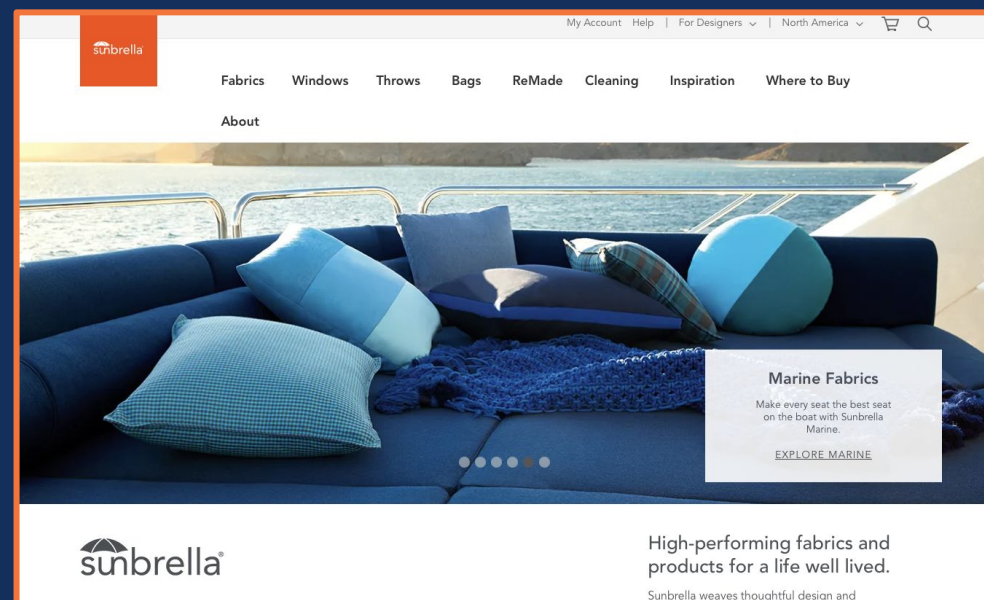 My Account Help | For Designers | North America
sunbrella
Fabrics Windows Throws Bags ReMade Cleaning Inspiration Where to Buy
About
Marine Fabrics
Make every seat the best seat
on the boat with Sunbrella
Marine.
EXPLORE MARINE
sunbrella®
High-performing fabrics and
products for a life well lived.
Sunbrella weaves thoughtful design and